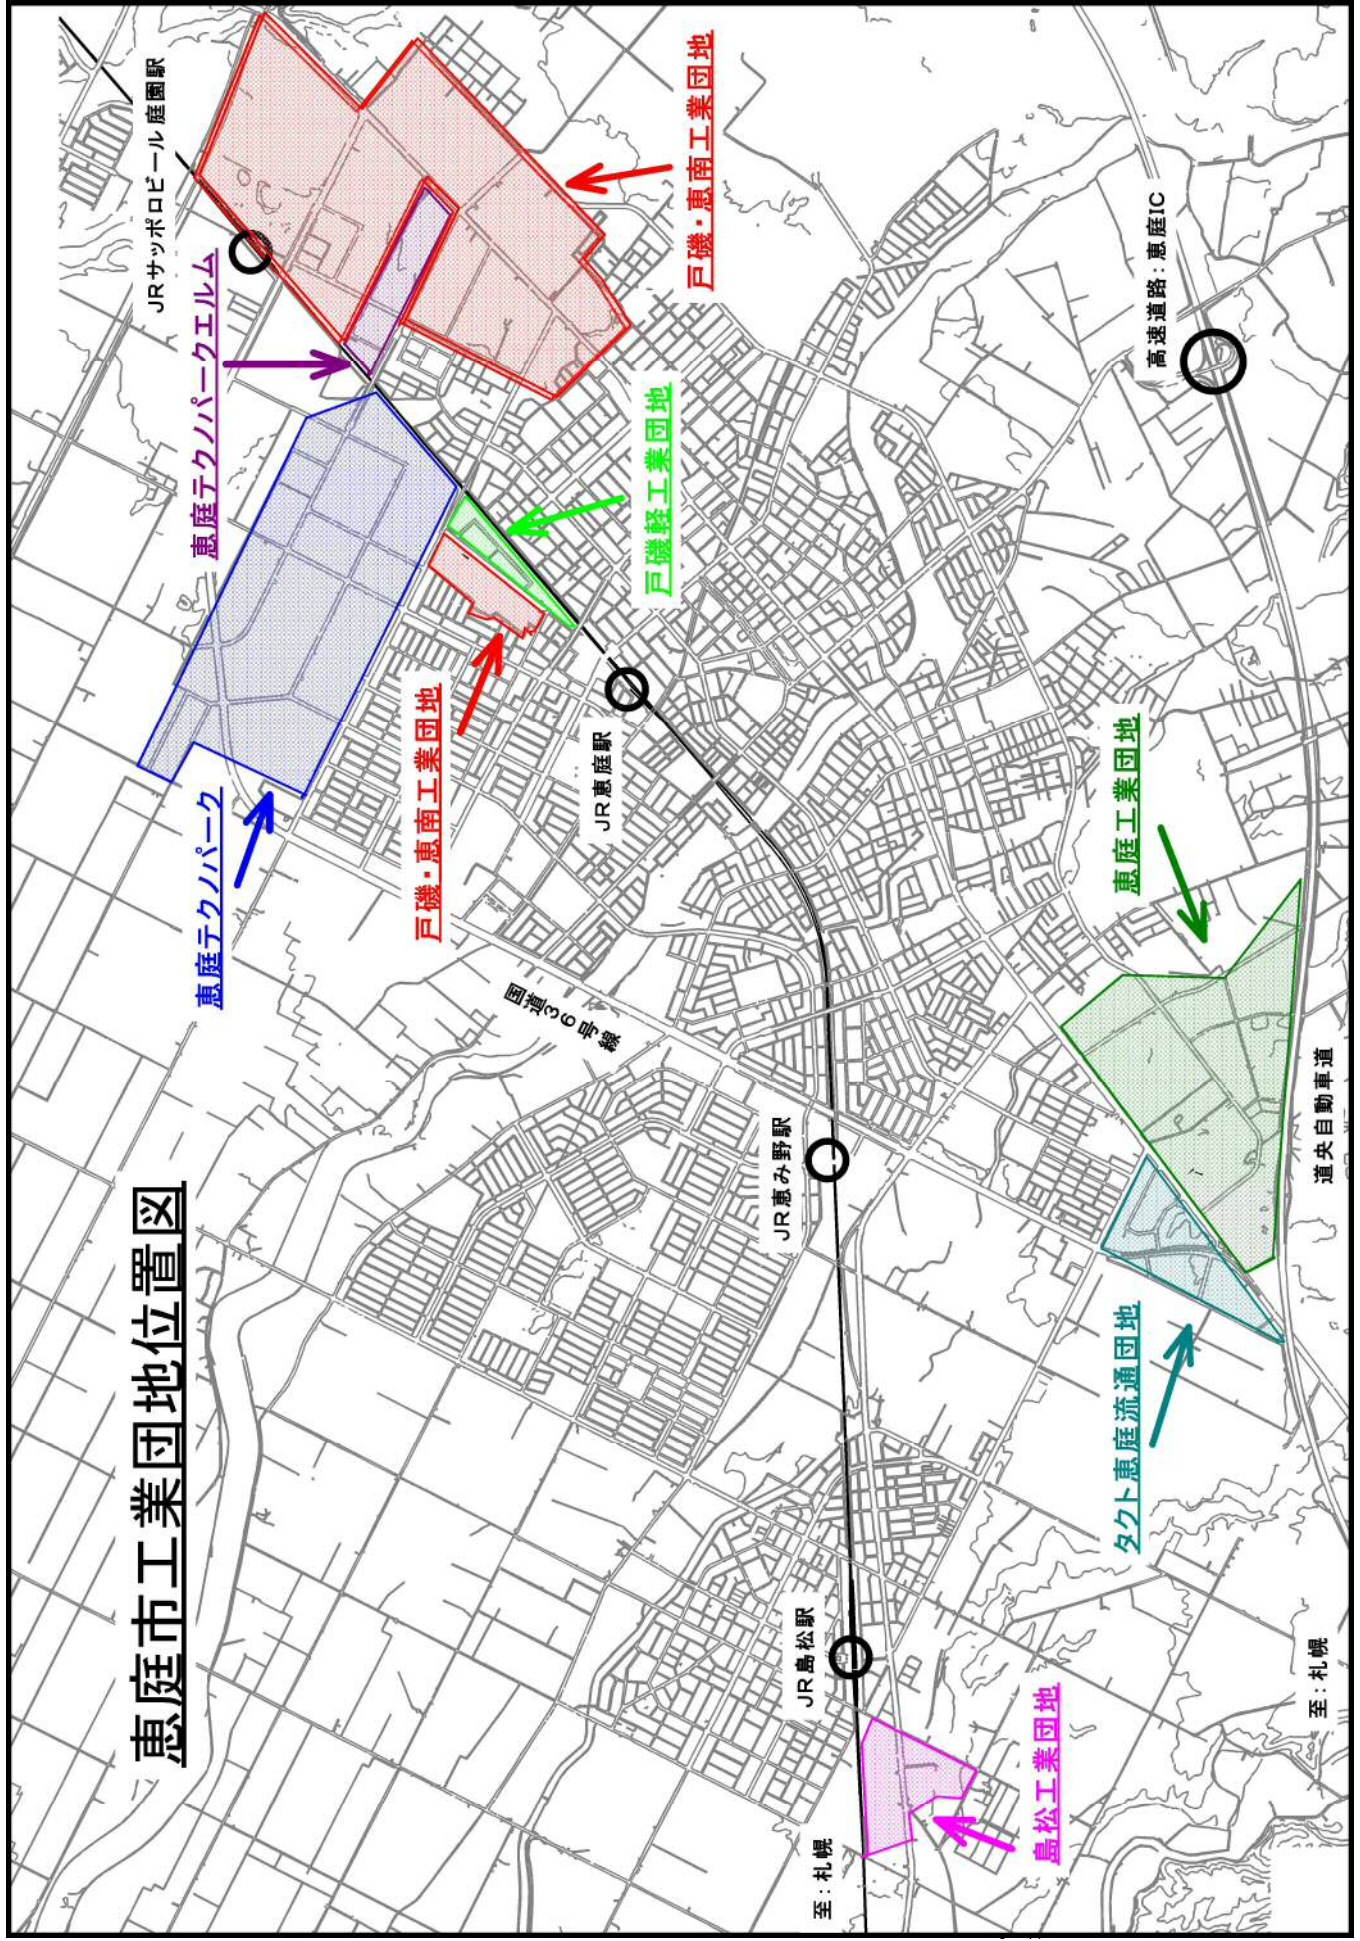 恵庭市工業団地位置図
JRサッポロビール庭園駅
恵庭テクノパークエルム
戸磯・恵南工業団地
恵庭テクノパーク
戸磯軽工業団地
戸磯・恵南工業団地
JR恵庭駅
高速道路：恵庭IC
国道36号線
恵庭工業団地
JR恵み野駅
道央自動車道
タクト恵庭流通団地
JR島松駅
島松工業団地
至：札幌
至：札幌